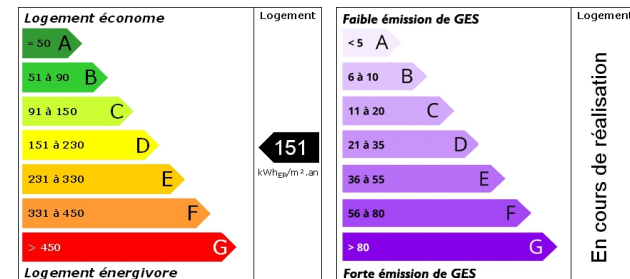 Logement économe
Logement
= 50 A
51 à 90 B
91 à 150 C
151 à 230 D
151
kWhEP/m².an
231 à 330 E
331 à 450 F
> 450 G
Logement énergivore
Faible émission de GES
Logement
< 5 A
6 à 10 B
11 à 20 C
21 à 35 D
36 à 55 E
56 à 80 F
> 80 G
Forte émission de GES
En cours de réalisation